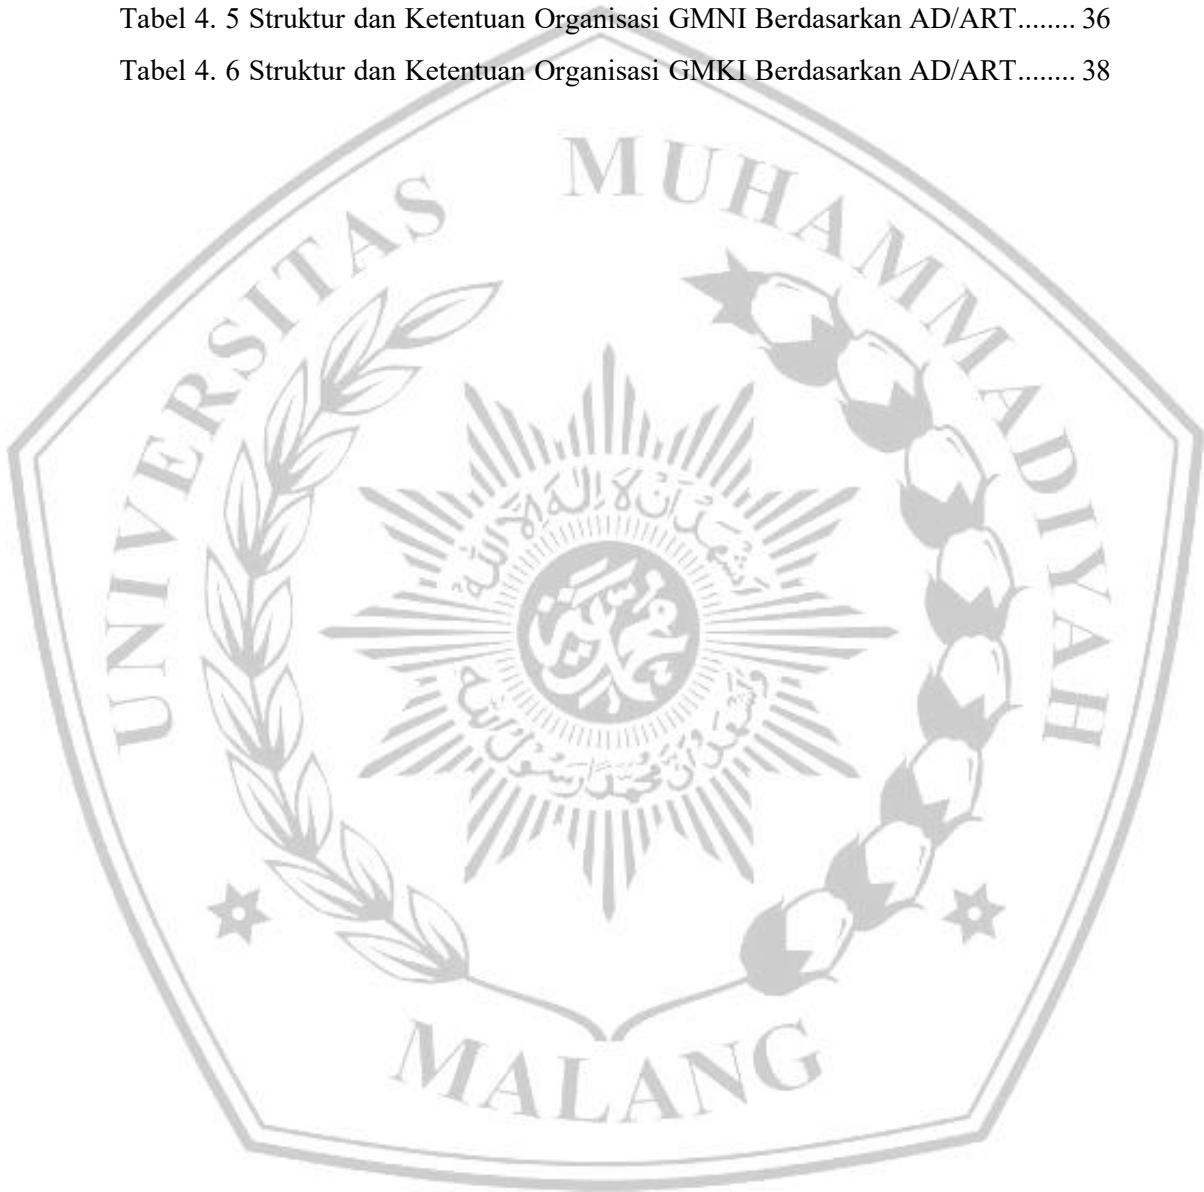 Tabel 4. 5 Struktur dan Ketentuan Organisasi GMNI Berdasarkan AD/ART........ 36
Tabel 4. 6 Struktur dan Ketentuan Organisasi GMKI Berdasarkan AD/ART........ 38
UNIVERSITAS MUHAMMADIYAH
MALANG